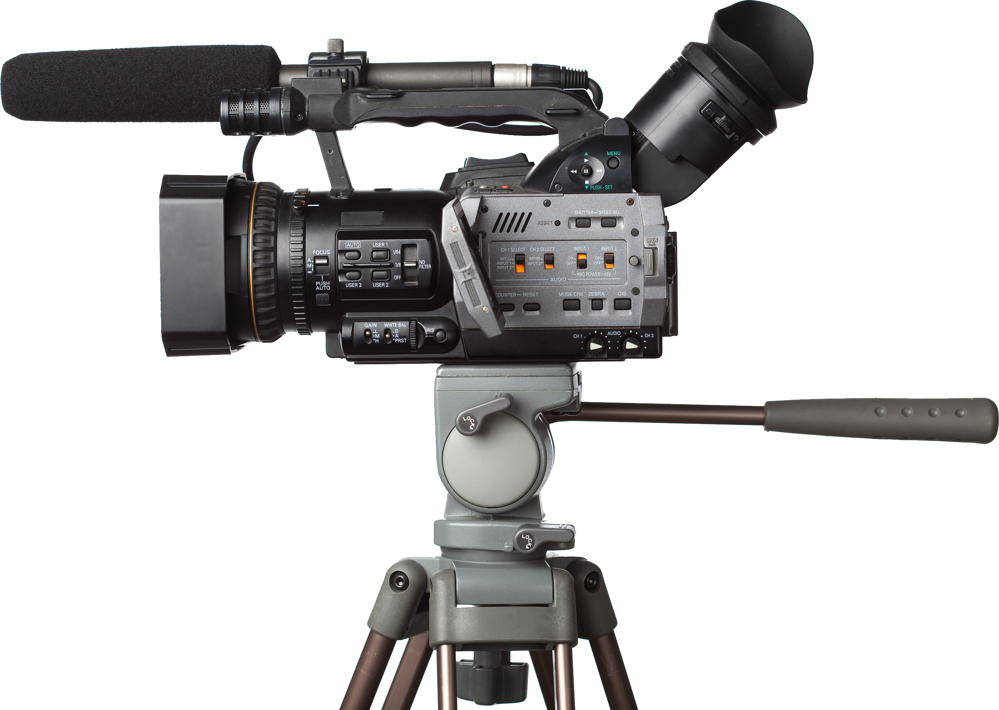 MENU
PUSH - SET
AUDIO MON/VAR
SHUTTER — SPEED SEL
RESET
OPEN
CH 1 SELECT CH 2 SELECT INPUT 1 INPUT 2
INT(L) INT(R) ON ON
INPUT 1 INPUT 2 OFF OFF
INPUT 2
MIC POWER +48V
AUDIO
COUNTER — RESET MODE CHK ZEBRA OIS
AUTO USER 1
FOCUS 1/64
A
M 1/8 ND
∞ FILTER
OFF
PUSH
AUTO
USER 3 USER 2
GAIN WHITE BAL IRIS
L B
M A
H PRST
CH 1 AUDIO CH 2
LOCK
LOCK